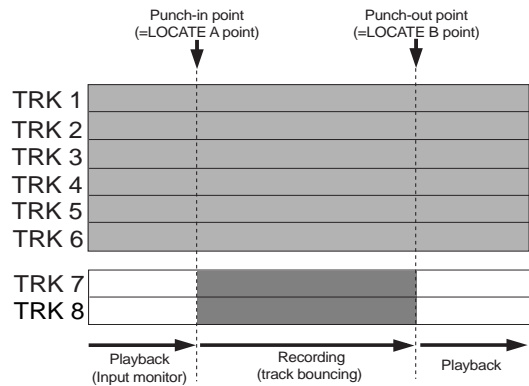 Punch-in point
(=LOCATE A point)
Punch-out point
(=LOCATE B point)
TRK 1
TRK 2
TRK 3
TRK 4
TRK 5
TRK 6
TRK 7
TRK 8
Playback
(Input monitor)
Recording
(track bouncing)
Playback